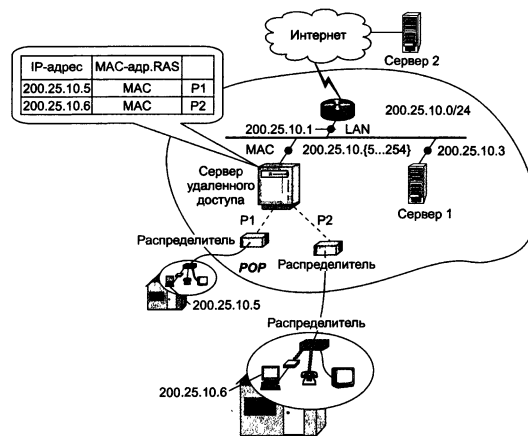 Интернет
Сервер 2
IP-адрес MAC-адр.RAS
200.25.10.5 MAC P1
200.25.10.6 MAC P2
200.25.10.0/24
200.25.10.1 LAN
MAC 200.25.10.{5...254} 200.25.10.3
Сервер
удаленного
доступа
Сервер 1
P1 P2
Распределитель
POP
Распределитель
200.25.10.5
Распределитель
200.25.10.6